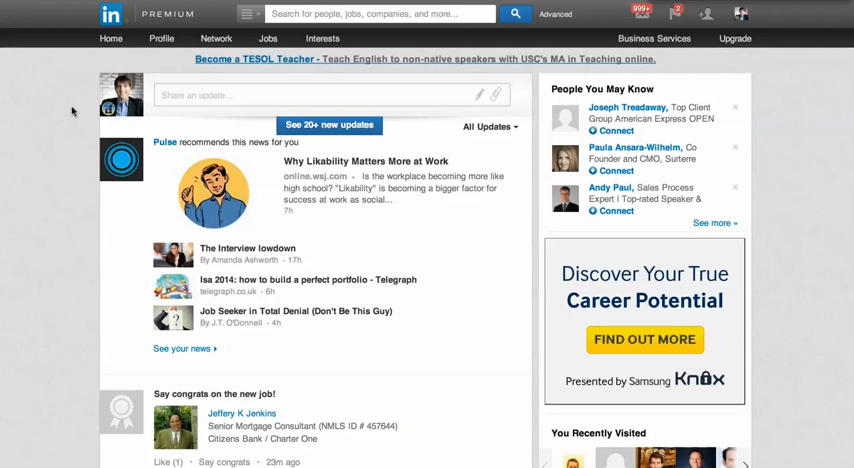 in PREMIUM Search for people, jobs, companies, and more... Advanced 999+ 2
Home Profile Network Jobs Interests Business Services Upgrade
Become a TESOL Teacher - Teach English to non-native speakers with USC's MA in Teaching online.
Share an update...
See 20+ new updates
All Updates
Pulse recommends this news for you
Why Likability Matters More at Work
online.wsj.com • Is the workplace becoming more like
high school? "Likability" is becoming a bigger factor for
success at work as social...
7h
The Interview lowdown
By Amanda Ashworth • 17h
Isa 2014: how to build a perfect portfolio - Telegraph
telegraph.co.uk • 6h
?
Job Seeker in Total Denial (Don't Be This Guy)
By J.T. O'Donnell • 4h
See your news
Say congrats on the new job!
Jeffery K Jenkins
Senior Mortgage Consultant (NMLS ID # 457644)
Citizens Bank / Charter One
Like (1) • Say congrats • 23m ago
People You May Know
Joseph Treadaway, Top Client
Group American Express OPEN
Connect
Paula Ansara-Wilhelm, Co
Founder and CMO, Surterre
Connect
Andy Paul, Sales Process
Expert | Top-rated Speaker &
Connect
See more »
Discover Your True
Career Potential
FIND OUT MORE
Presented by Samsung Knox
You Recently Visited